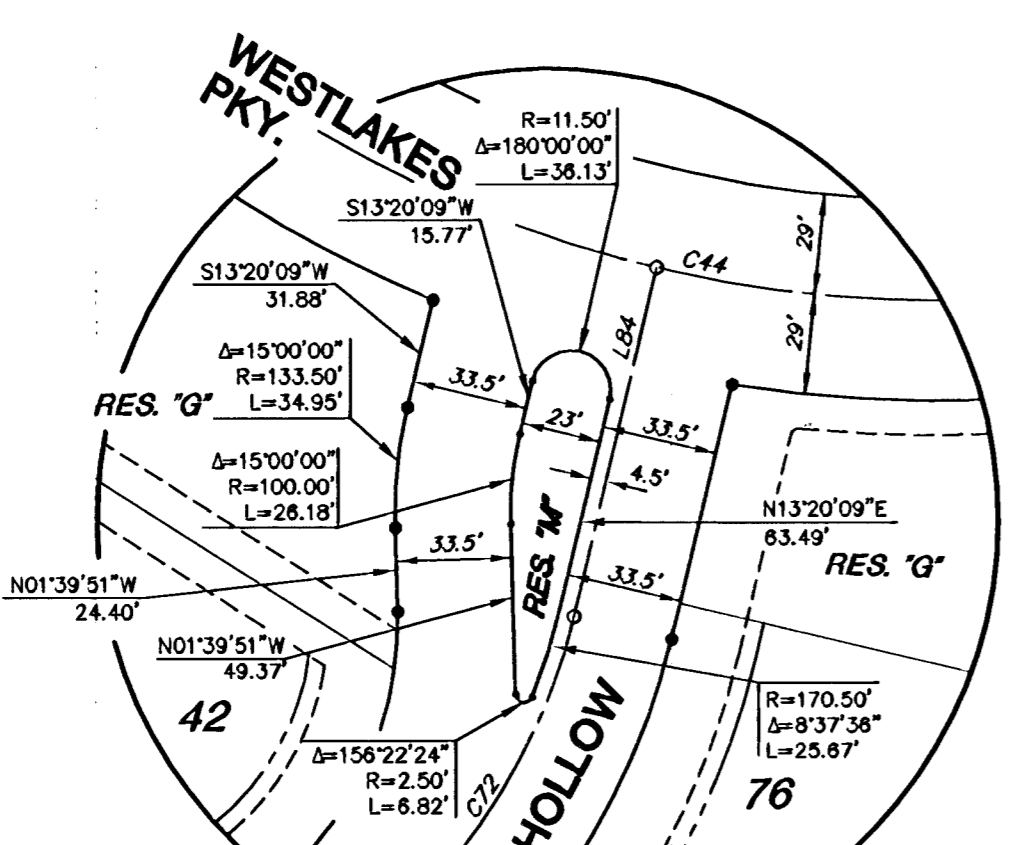 WESTLAKES
PKY.
R=11.50'
Δ=180°00'00"
L=36.13'
S13°20'09"W
15.77'
S13°20'09"W
31.88'
C44
29'
29'
L84
Δ=15°00'00"
R=133.50'
L=34.95'
33.5'
RES. "G"
23'
33.5'
Δ=15°00'00"
R=100.00'
L=26.18'
4.5'
N13°20'09"E
63.49'
RES. "M"
33.5'
RES. "G"
33.5'
N01°39'51"W
24.40'
N01°39'51"W
49.37'
42
R=170.50'
Δ=8°37'36"
L=25.67'
Δ=156°22'24"
R=2.50'
L=6.82'
C72
HOLLOW
76